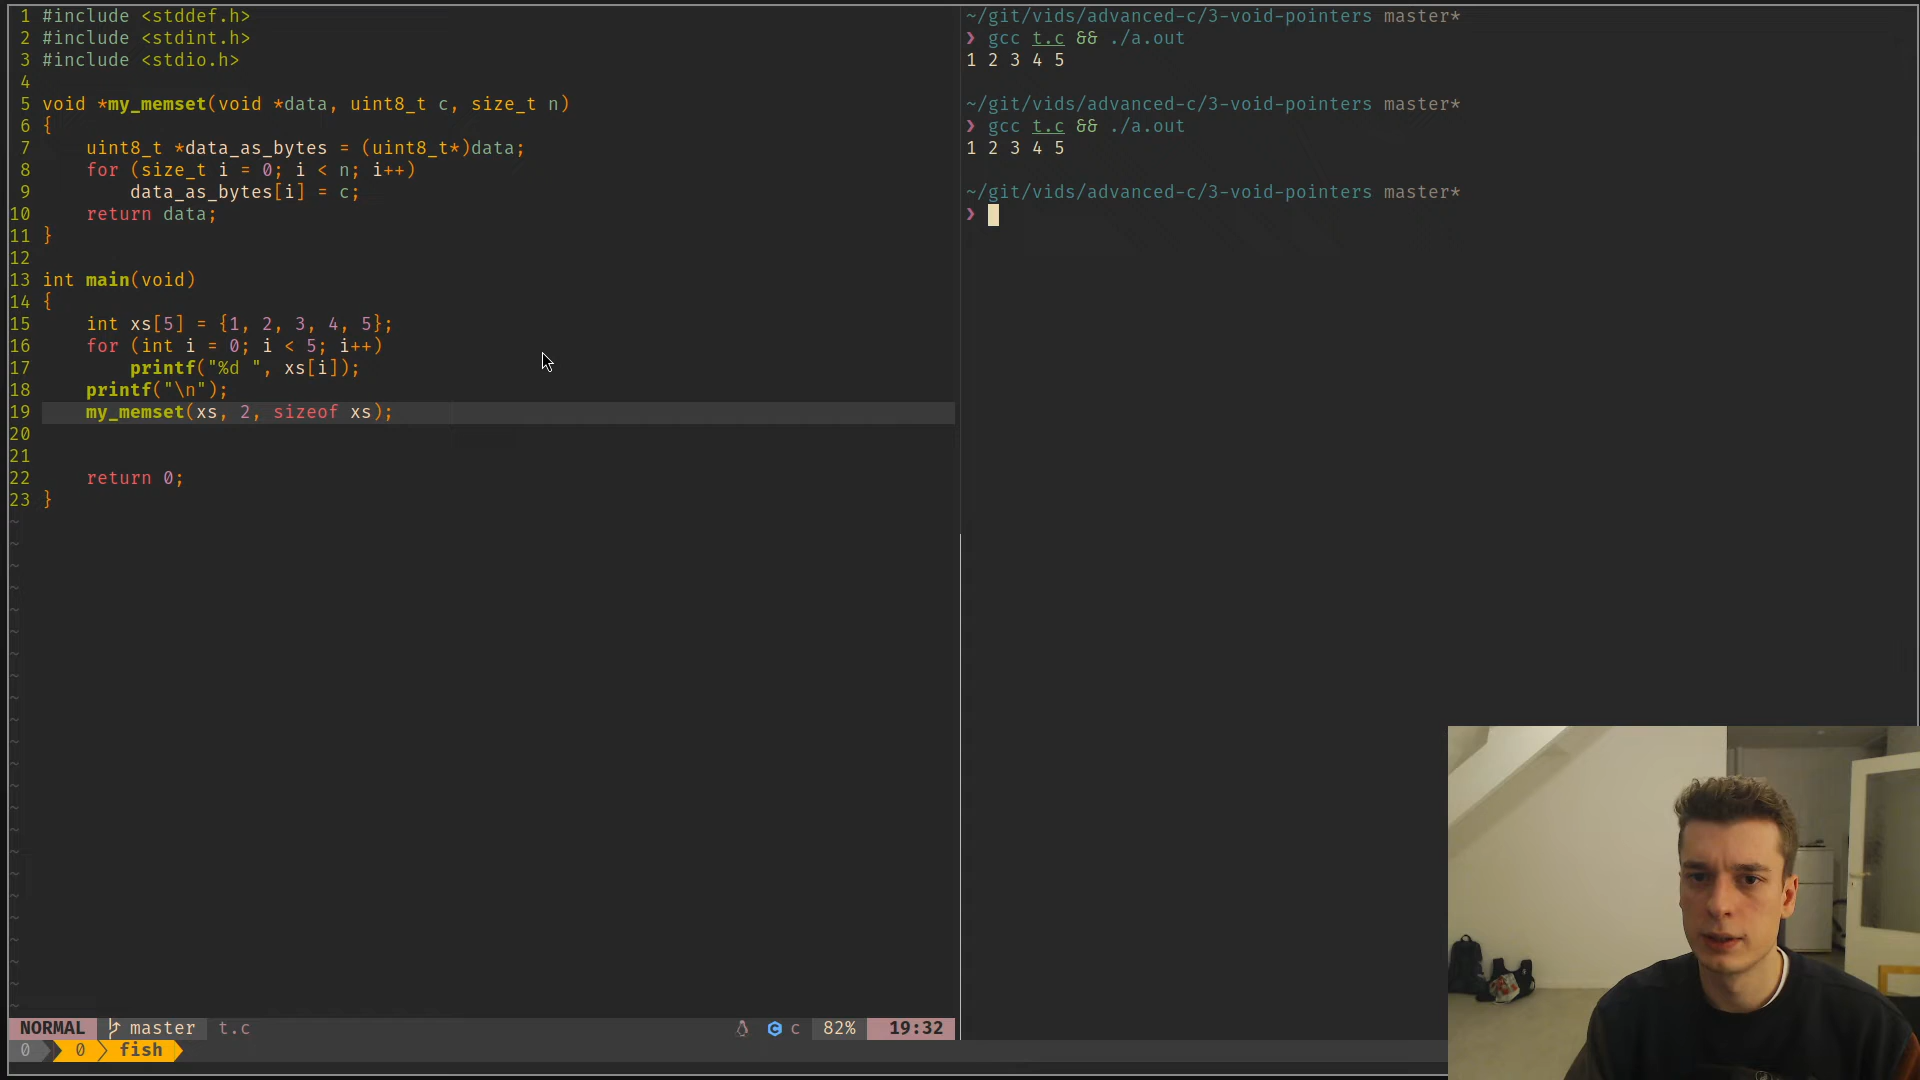 1 #include <stddef.h>
2 #include <stdint.h>
3 #include <stdio.h>
4
5 void *my_memset(void *data, uint8_t c, size_t n)
6 {
7     uint8_t *data_as_bytes = (uint8_t*)data;
8     for (size_t i = 0; i < n; i++)
9         data_as_bytes[i] = c;
10     return data;
11 }
12
13 int main(void)
14 {
15     int xs[5] = {1, 2, 3, 4, 5};
16     for (int i = 0; i < 5; i++)
17         printf("%d ", xs[i]);
18     printf("\n");
19     my_memset(xs, 2, sizeof xs);
20
21
22     return 0;
23 }
NORMAL master t.c c 82% 19:32
0 0 fish
~/git/vids/advanced-c/3-void-pointers master*
❯ gcc t.c && ./a.out
1 2 3 4 5
~/git/vids/advanced-c/3-void-pointers master*
❯ gcc t.c && ./a.out
1 2 3 4 5
~/git/vids/advanced-c/3-void-pointers master*
❯